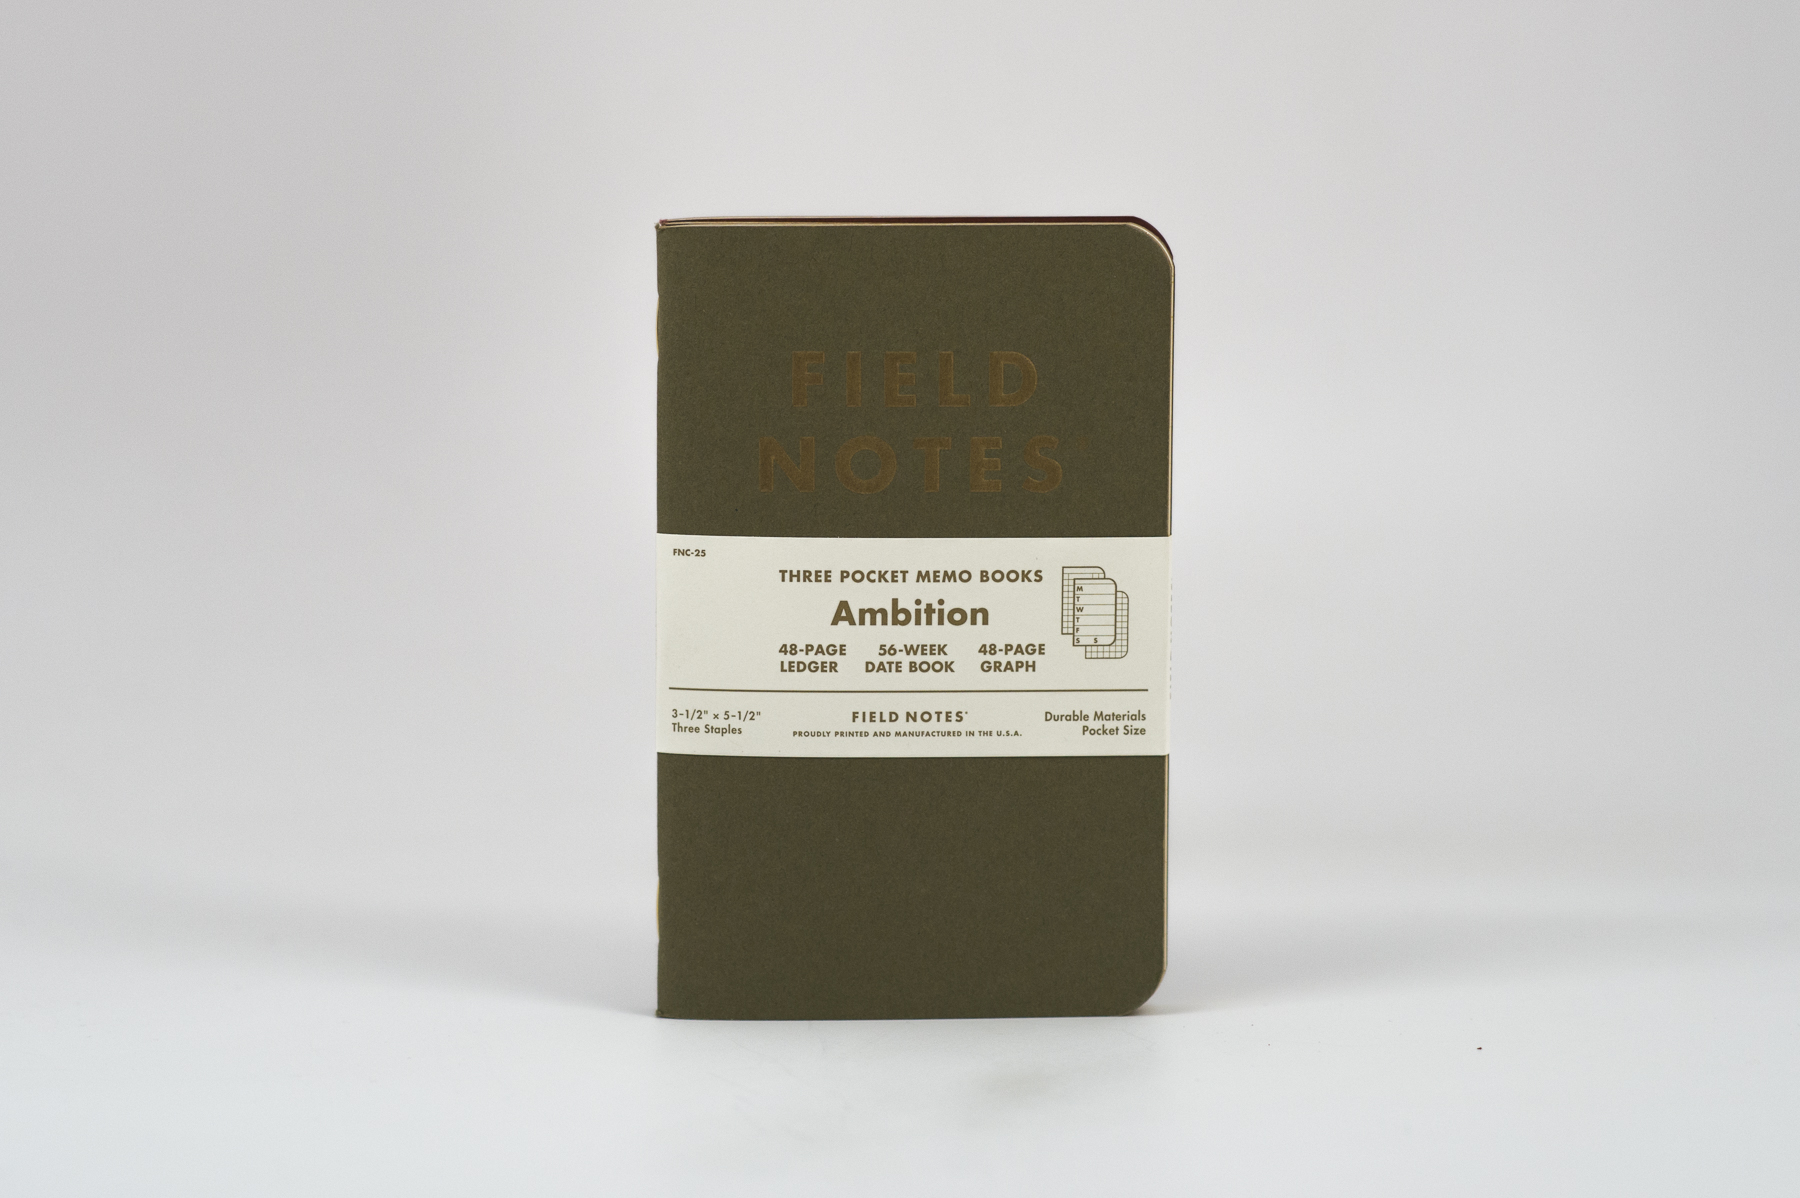 FIELD
NOTES
FNC-25
THREE POCKET MEMO BOOKS
Ambition
48-PAGE LEDGER
56-WEEK DATE BOOK
48-PAGE GRAPH
M
T
W
T
F
S S
3-1/2" × 5-1/2"
Three Staples
FIELD NOTES
PROUDLY PRINTED AND MANUFACTURED IN THE U.S.A.
Durable Materials
Pocket Size